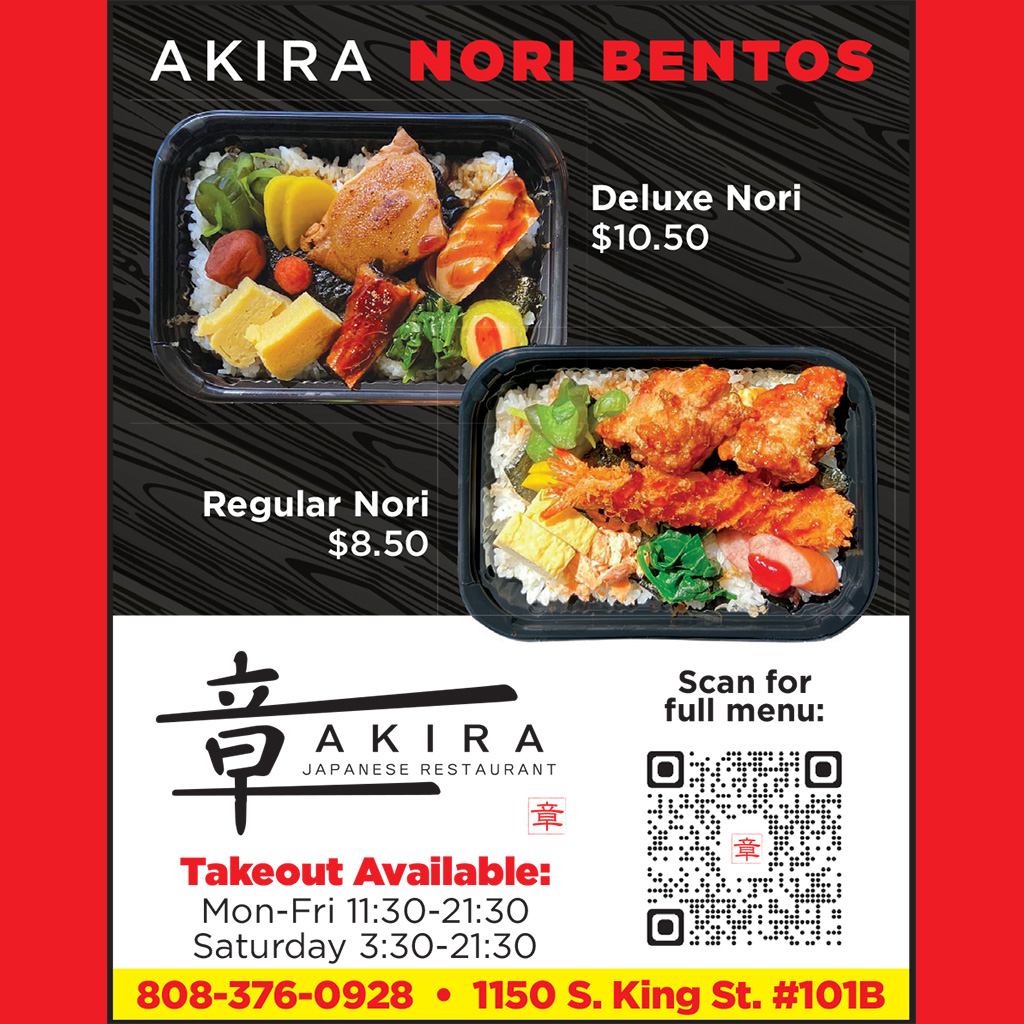 AKIRA NORI BENTOS
Deluxe Nori
$10.50
Regular Nori
$8.50
章
AKIRA
JAPANESE RESTAURANT
章
Takeout Available:
Mon-Fri 11:30-21:30
Saturday 3:30-21:30
Scan for
full menu:
章
808-376-0928 • 1150 S. King St. #101B